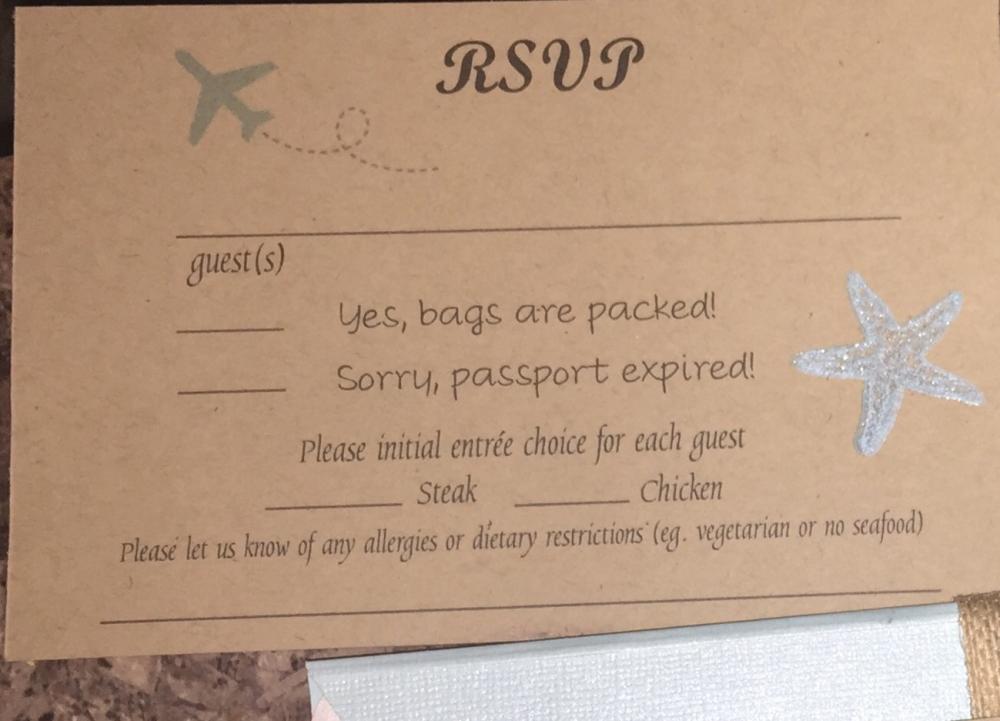 RSVP
guest(s)
Yes, bags are packed!
Sorry, passport expired!
Please initial entrée choice for each guest
Steak Chicken
Please let us know of any allergies or dietary restrictions (eg. vegetarian or no seafood)